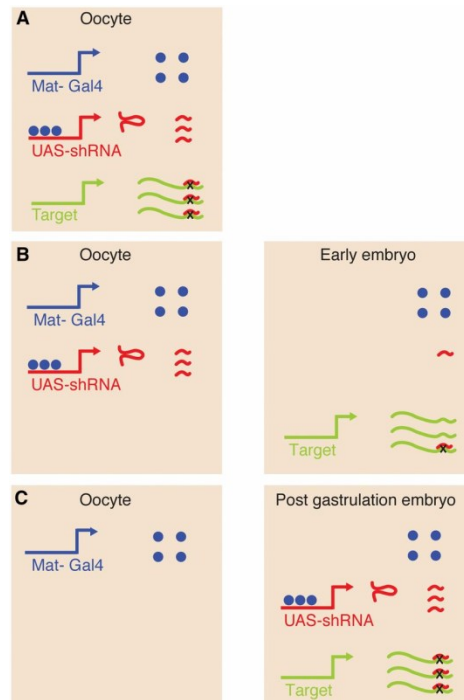 A
Oocyte
Mat- Gal4
UAS-shRNA
Target
B
Oocyte
Early embryo
Mat- Gal4
UAS-shRNA
Target
C
Oocyte
Post gastrulation embryo
Mat- Gal4
UAS-shRNA
Target